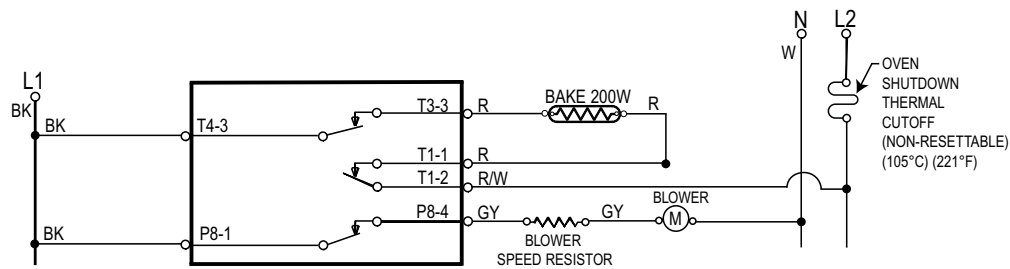 N
L2
W
L1
BK
BK
T4-3
T3-3
R
BAKE 200W
R
OVEN
SHUTDOWN
THERMAL
CUTOFF
(NON-RESETTABLE)
(105°C) (221°F)
T1-1
R
T1-2
R/W
BK
P8-1
P8-4
GY
GY
BLOWER
M
BLOWER
SPEED RESISTOR